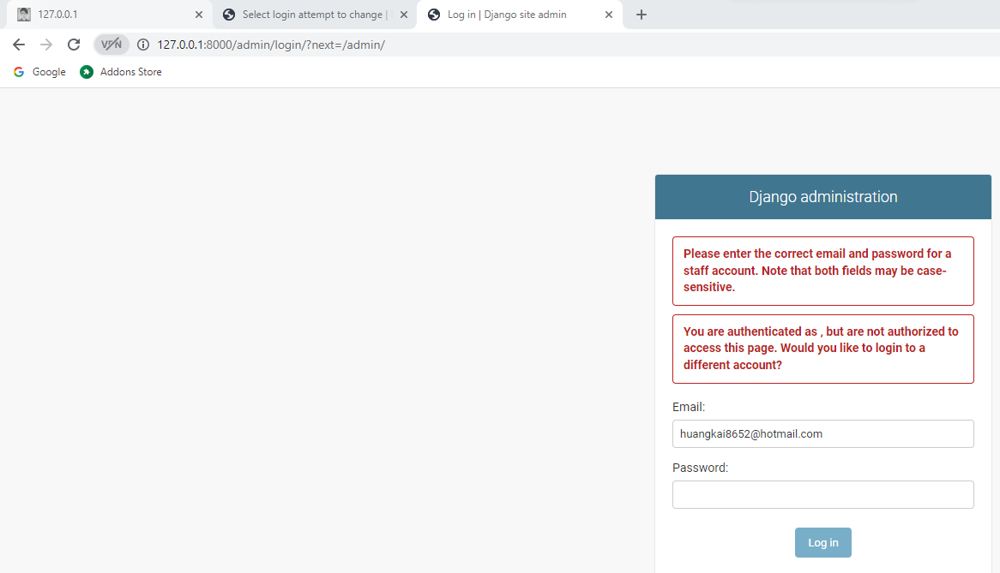 127.0.0.1
Select login attempt to change |
Log in | Django site admin
VPN
127.0.0.1:8000/admin/login/?next=/admin/
Google
Addons Store
Django administration
Please enter the correct email and password for a
staff account. Note that both fields may be case-
sensitive.
You are authenticated as , but are not authorized to
access this page. Would you like to login to a
different account?
Email:
huangkai8652@hotmail.com
Password:
Log in